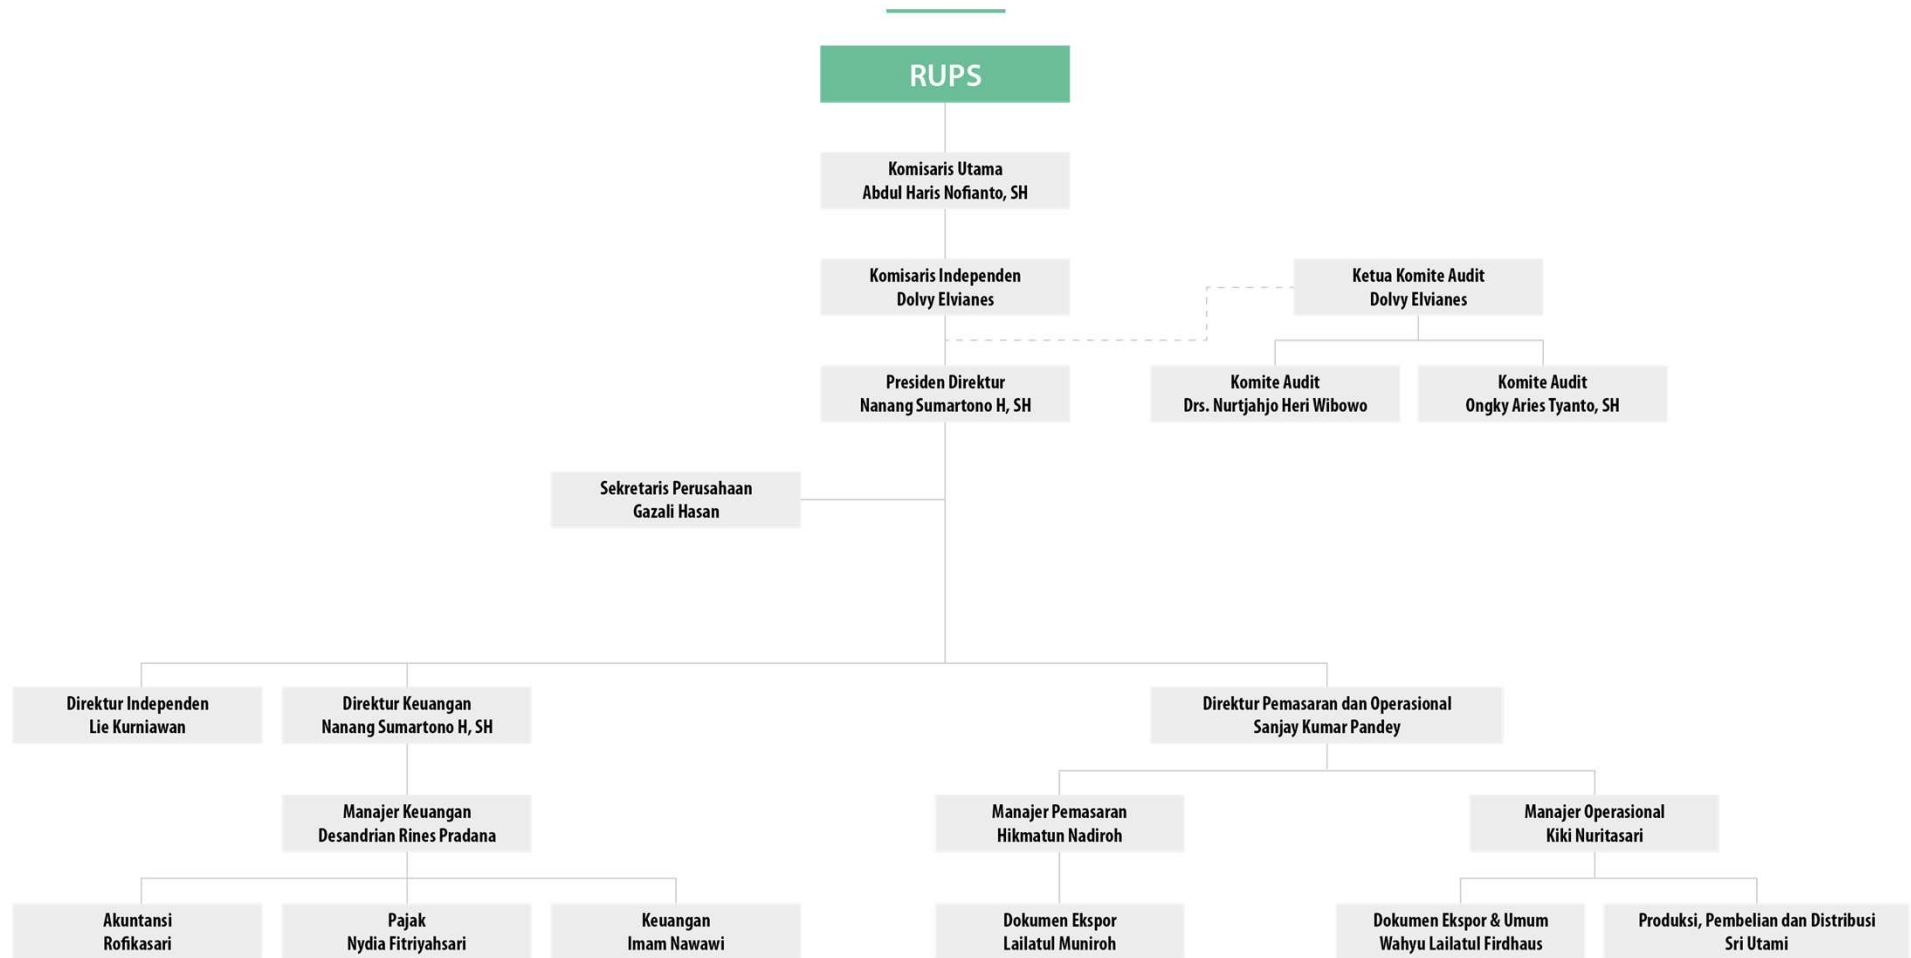 RUPS
Komisaris Utama
Abdul Haris Nofianto, SH
Komisaris Independen
Dolvy Elvianes
Ketua Komite Audit
Dolvy Elvianes
Presiden Direktur
Nanang Sumartono H, SH
Komite Audit
Drs. Nurtjahjo Heri Wibowo
Komite Audit
Ongky Aries Tyanto, SH
Sekretaris Perusahaan
Gazali Hasan
Direktur Independen
Lie Kurniawan
Direktur Keuangan
Nanang Sumartono H, SH
Direktur Pemasaran dan Operasional
Sanjay Kumar Pandey
Manajer Keuangan
Desandrian Rines Pradana
Manajer Pemasaran
Hikmatun Nadiroh
Manajer Operasional
Kiki Nuritasari
Akuntansi
Rofikasari
Pajak
Nydia Fitriyahsari
Keuangan
Imam Nawawi
Dokumen Ekspor
Lailatul Muniroh
Dokumen Ekspor & Umum
Wahyu Lailatul Firdhaus
Produksi, Pembelian dan Distribusi
Sri Utami